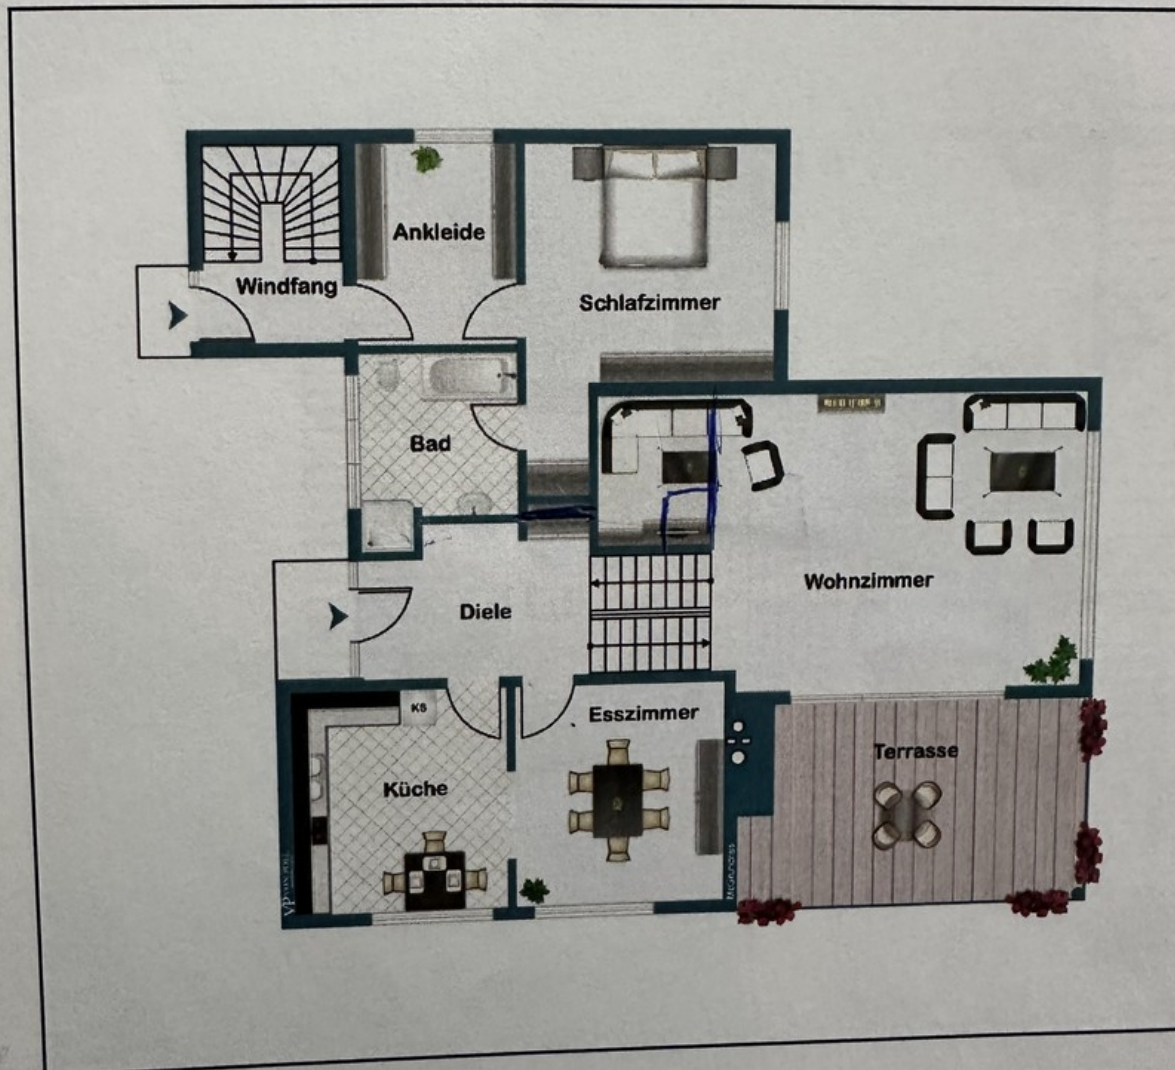 Ankleide
Windfang
Schlafzimmer
Bad
Wohnzimmer
Diele
KS
Esszimmer
Terrasse
Küche